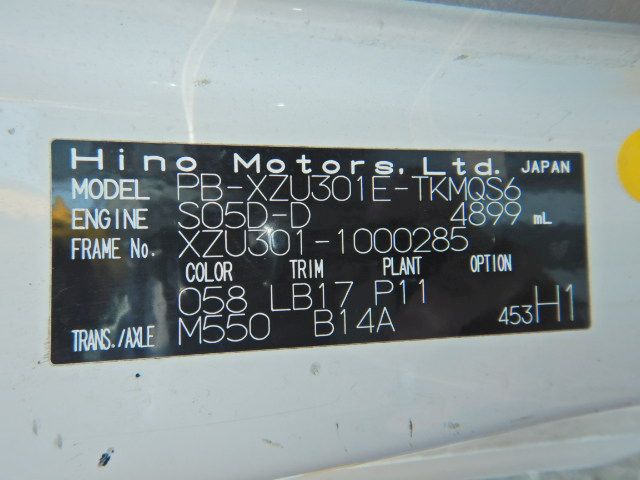 Hino Motors, Ltd. JAPAN
MODEL PB-XZU301E-TKMQS6
ENGINE S05D-D 4899 mL
FRAME No. XZU301-1000285
COLOR TRIM PLANT OPTION
058 LB17 P11
TRANS./AXLE M550 B14A 453H1